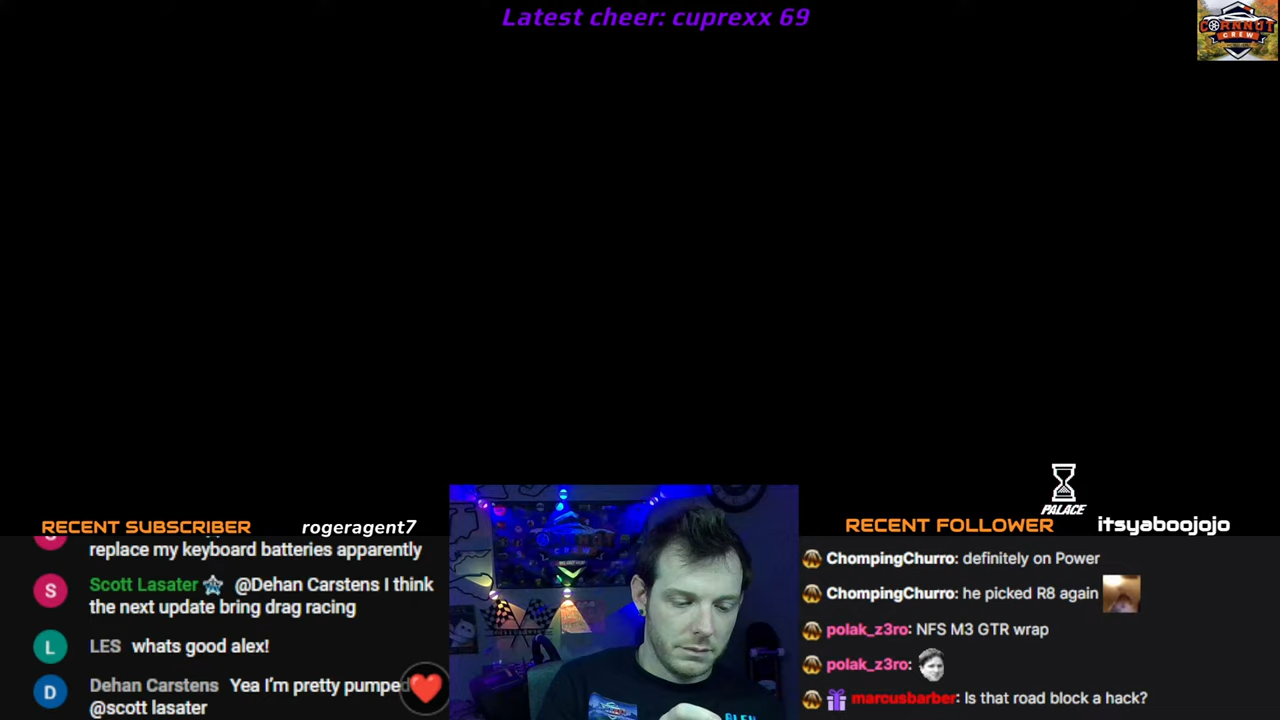 Latest cheer: cuprexx 69
CORNNUT
CREW
PALACE
RECENT SUBSCRIBER rogeragent7
RECENT FOLLOWER itsyaboojojo
replace my keyboard batteries apparently
Scott Lasater @Dehan Carstens I think
the next update bring drag racing
L LES whats good alex!
D Dehan Carstens Yea I'm pretty pumped
@scott lasater
S
S
CREW
ChompingChurro: definitely on Power
ChompingChurro: he picked R8 again
polak_z3ro: NFS M3 GTR wrap
polak_z3ro:
marcusbarber: Is that road block a hack?